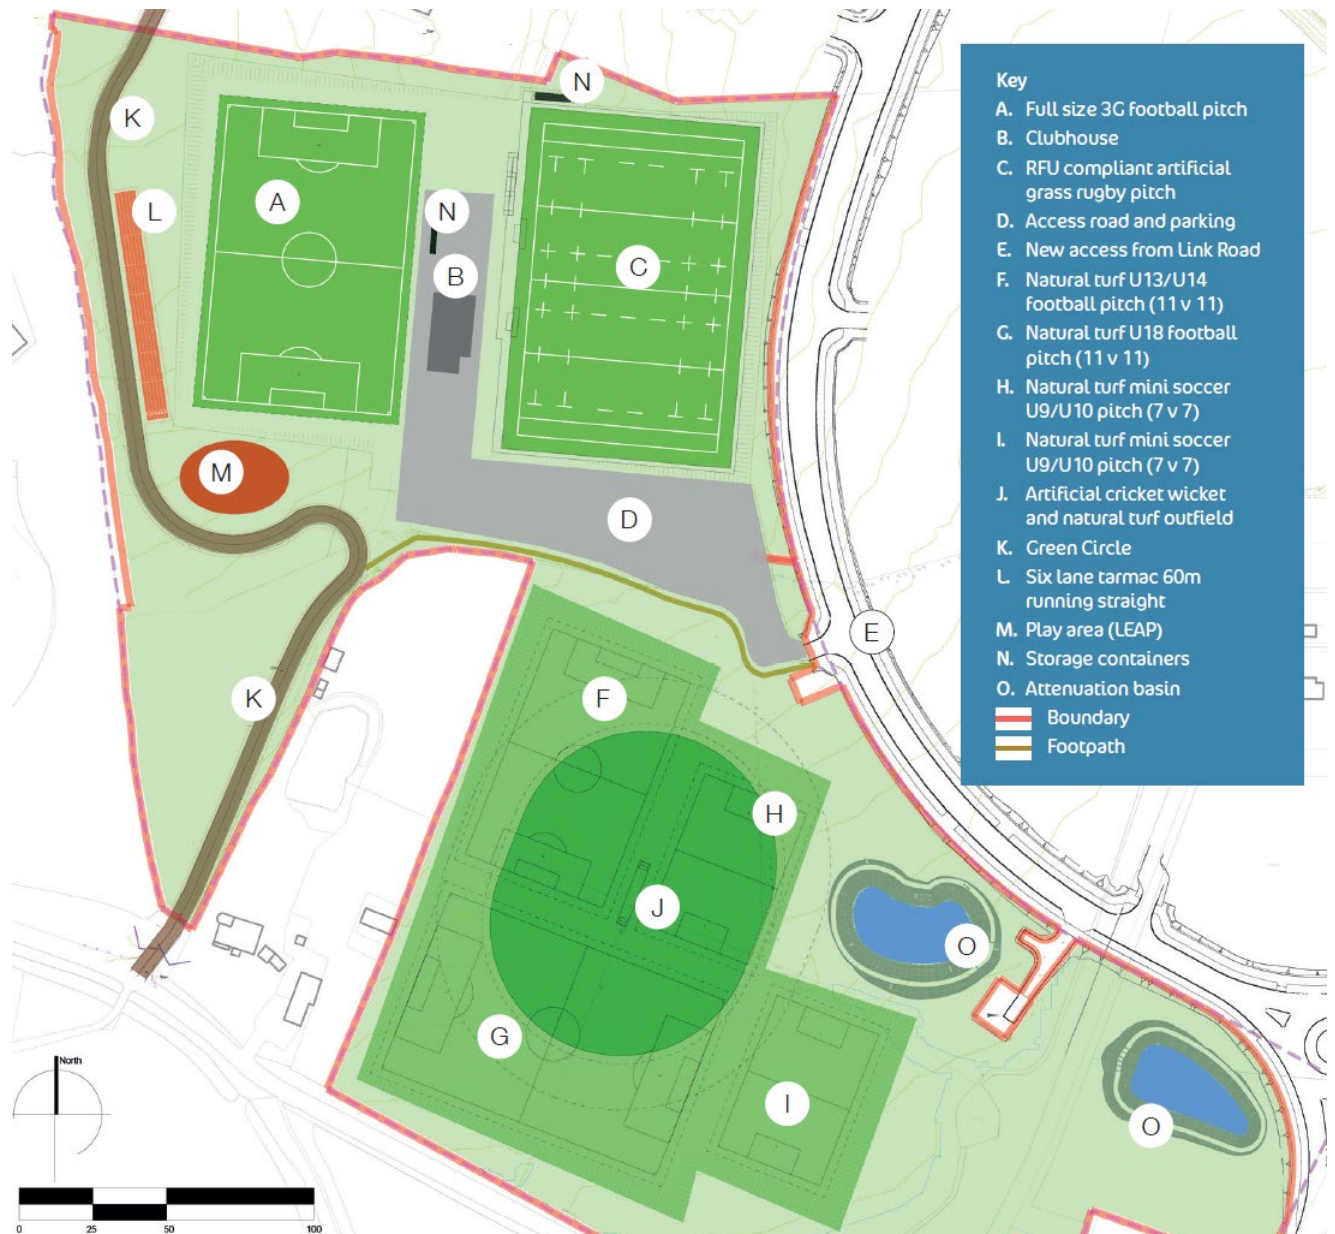 Key
A. Full size 3G football pitch
B. Clubhouse
C. RFU compliant artificial
grass rugby pitch
D. Access road and parking
E. New access from Link Road
F. Natural turf U13/U14
football pitch (11 v 11)
G. Natural turf U18 football
pitch (11 v 11)
H. Natural turf mini soccer
U9/U10 pitch (7 v 7)
I. Natural turf mini soccer
U9/U10 pitch (7 v 7)
J. Artificial cricket wicket
and natural turf outfield
K. Green Circle
L. Six lane tarmac 60m
running straight
M. Play area (LEAP)
N. Storage containers
O. Attenuation basin
Boundary
Footpath
N
K
A
L
N
B
C
M
D
E
K
F
H
J
O
G
I
O
North
0 25 50 100